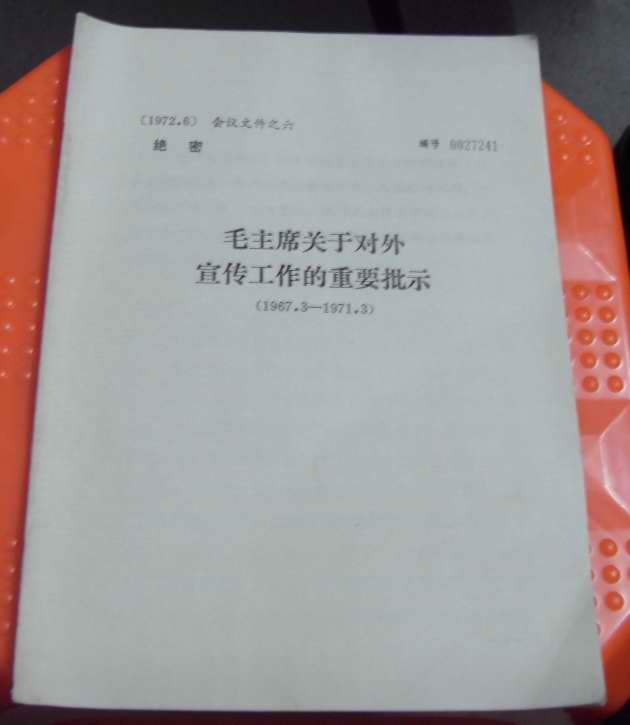 (1972.6) 会议文件之六
绝 密 编号 0027241
毛主席关于对外
宣传工作的重要批示
(1967.3—1971.3)